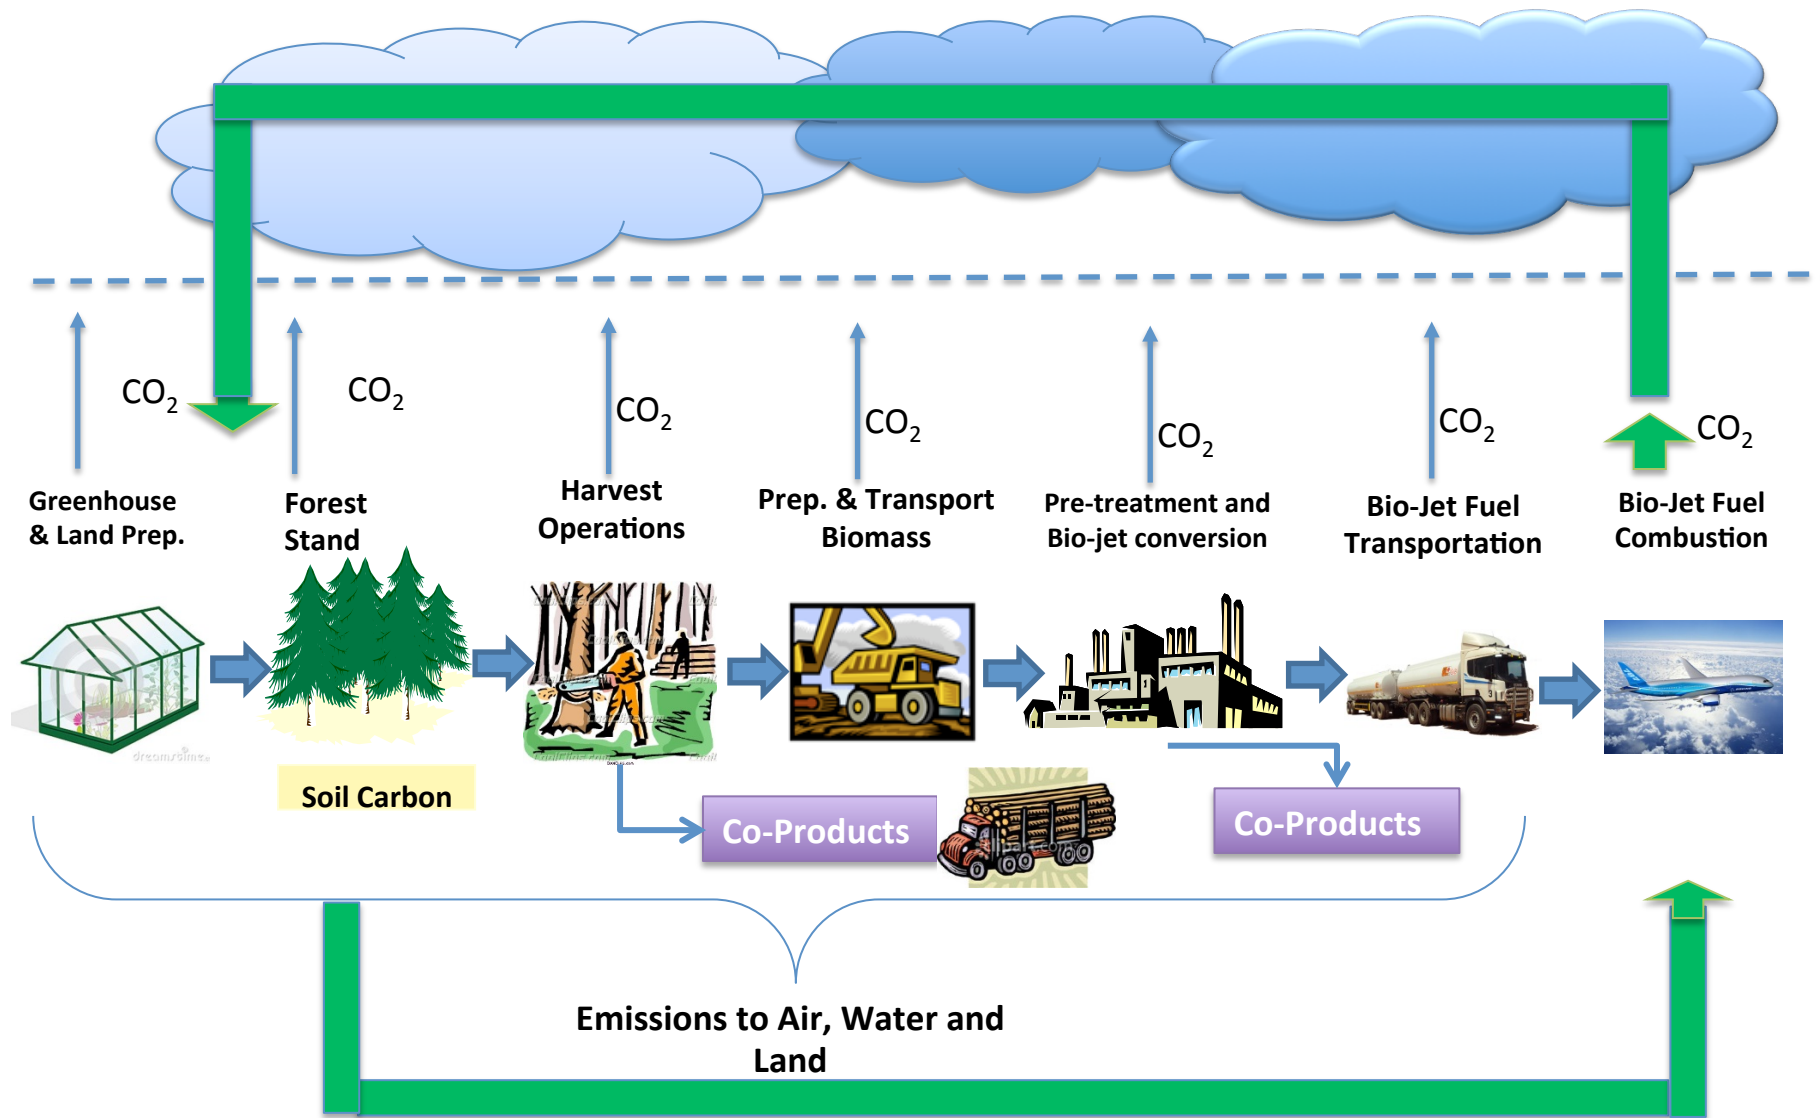 CO2
CO2
CO2
CO2
CO2
CO2
CO2
Greenhouse
& Land Prep.
Forest
Stand
Harvest
Operations
Prep. & Transport
Biomass
Pre-treatment and
Bio-jet conversion
Bio-Jet Fuel
Transportation
Bio-Jet Fuel
Combustion
dreamstime
Soil Carbon
Co-Products
Co-Products
Emissions to Air, Water and
Land